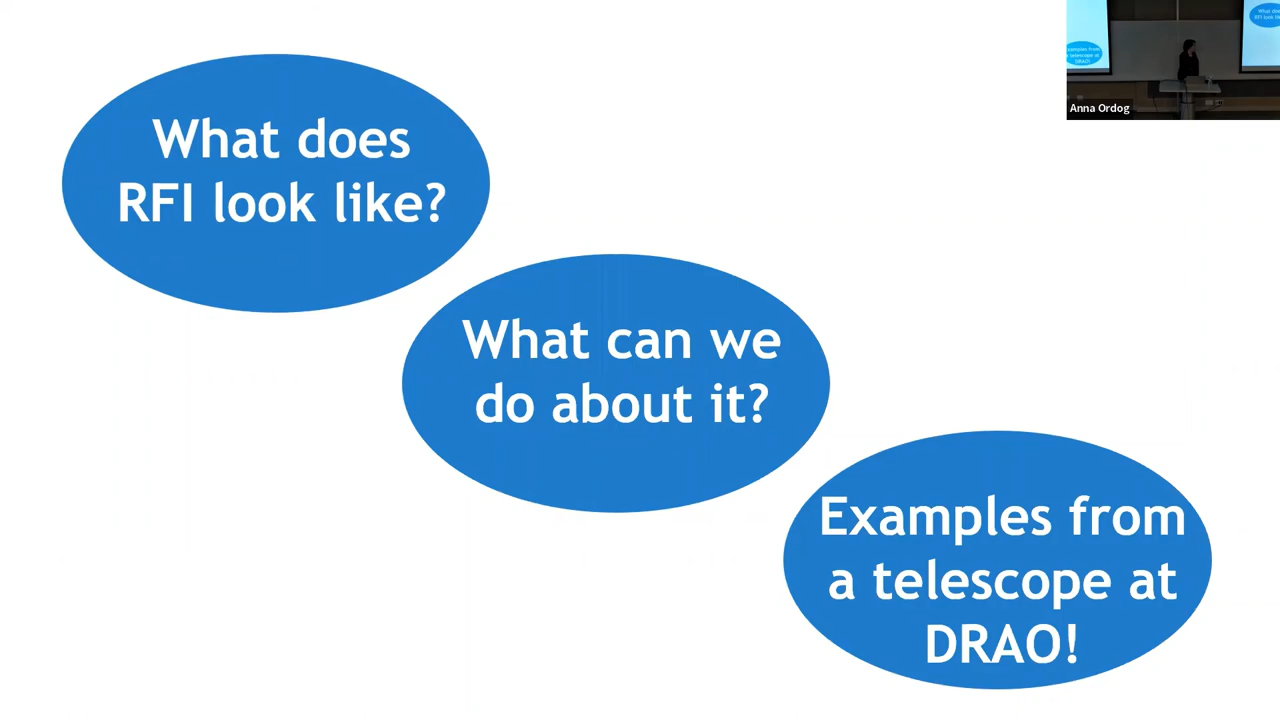 What does
RFI look like?
What can we
do about it?
Examples from
a telescope at
DRAO!
Anna Ordog